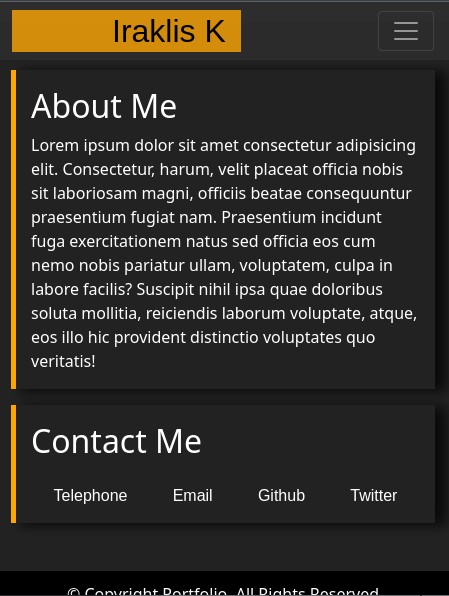 Iraklis K
About Me
Lorem ipsum dolor sit amet consectetur adipisicing
elit. Consectetur, harum, velit placeat officia nobis
sit laboriosam magni, officiis beatae consequuntur
praesentium fugiat nam. Praesentium incidunt
fuga exercitationem natus sed officia eos cum
nemo nobis pariatur ullam, voluptatem, culpa in
labore facilis? Suscipit nihil ipsa quae doloribus
soluta mollitia, reiciendis laborum voluptate, atque,
eos illo hic provident distinctio voluptates quo
veritatis!
Contact Me
Telephone Email Github Twitter
© Copyright Portfolio. All Rights Reserved